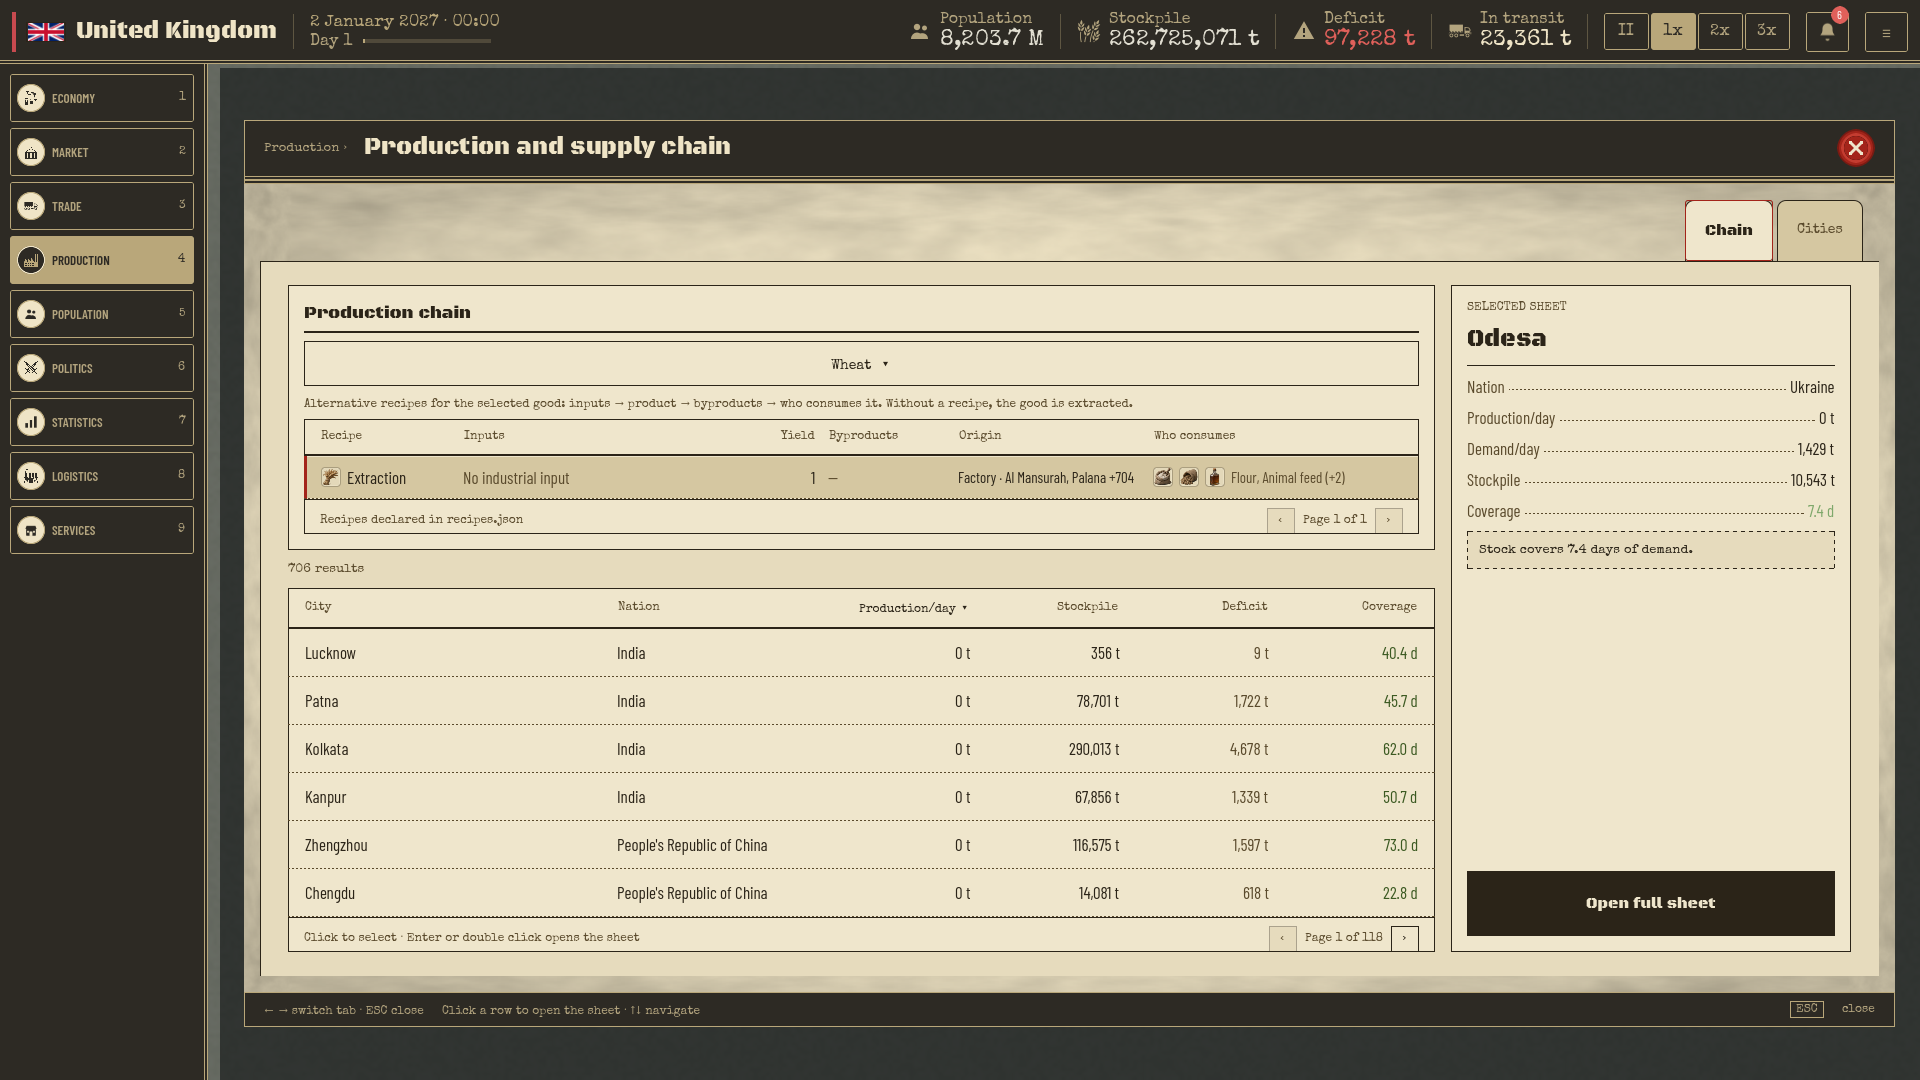 United Kingdom
2 January 2027 · 00:00
Day 1
Population
8,203.7 M
Stockpile
262,725,071 t
Deficit
97,228 t
In transit
23,361 t
II
1x
2x
3x
6
≡
ECONOMY 1
MARKET 2
TRADE 3
PRODUCTION 4
POPULATION 5
POLITICS 6
STATISTICS 7
LOGISTICS 8
SERVICES 9
Production › Production and supply chain
Chain
Cities
Production chain
Wheat ▾
Alternative recipes for the selected good: inputs → product → byproducts → who consumes it. Without a recipe, the good is extracted.
Recipe Inputs Yield Byproducts Origin Who consumes
Extraction No industrial input 1 — Factory · Al Mansurah, Palana +704 Flour, Animal feed (+2)
Recipes declared in recipes.json ‹ Page 1 of 1 ›
706 results
City Nation Production/day ▾ Stockpile Deficit Coverage
Lucknow India 0 t 356 t 9 t 40.4 d
Patna India 0 t 78,701 t 1,722 t 45.7 d
Kolkata India 0 t 290,013 t 4,678 t 62.0 d
Kanpur India 0 t 67,856 t 1,339 t 50.7 d
Zhengzhou People's Republic of China 0 t 116,575 t 1,597 t 73.0 d
Chengdu People's Republic of China 0 t 14,081 t 618 t 22.8 d
Click to select · Enter or double click opens the sheet ‹ Page 1 of 118 ›
SELECTED SHEET
Odesa
Nation Ukraine
Production/day 0 t
Demand/day 1,429 t
Stockpile 10,543 t
Coverage 7.4 d
Stock covers 7.4 days of demand.
Open full sheet
← → switch tab · ESC close Click a row to open the sheet · ↑↓ navigate
ESC close